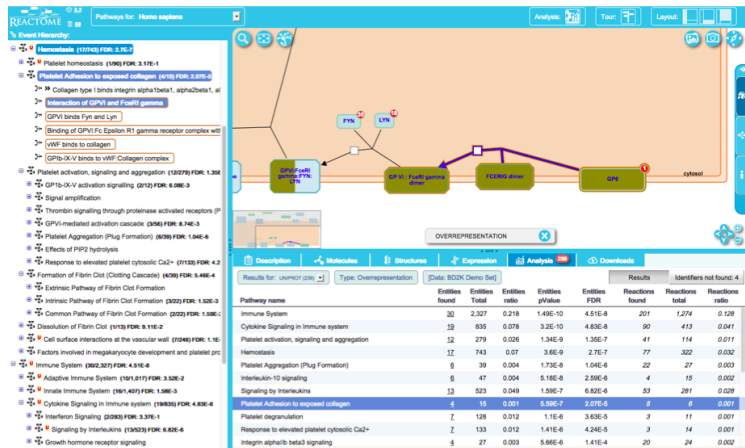 REACTOME
3.2
Pathways for: Homo sapiens
Analysis:
Tour:
Layout:
Event Hierarchy:
Hemostasis (17/743) FDR: 2.7E-7
Platelet homeostasis (1/90) FDR: 3.17E-1
Platelet Adhesion to exposed collagen (4/15) FDR: 2.07E-5
Collagen type I binds integrin alpha1beta1, alpha2beta1, al
Interaction of GPVI and FceRI gamma
GPVI binds Fyn and Lyn
Binding of GPVI:Fc Epsilon R1 gamma receptor complex wit
vWF binds to collagen
GPIb-IX-V binds to vWF:Collagen complex
Platelet activation, signaling and aggregation (12/279) FDR: 1.35E
GP1b-IX-V activation signalling (2/12) FDR: 6.08E-3
Signal amplification
Thrombin signalling through proteinase activated receptors (P
GPVI-mediated activation cascade (3/56) FDR: 8.74E-3
Platelet Aggregation (Plug Formation) (6/39) FDR: 1.04E-6
Effects of PIP2 hydrolysis
Response to elevated platelet cytosolic Ca2+ (7/133) FDR: 4.2
Formation of Fibrin Clot (Clotting Cascade) (4/39) FDR: 5.46E-4
Extrinsic Pathway of Fibrin Clot Formation
Intrinsic Pathway of Fibrin Clot Formation (3/22) FDR: 1.52E-3
Common Pathway of Fibrin Clot Formation (3/22) FDR: 1.59E-3
Dissolution of Fibrin Clot (1/13) FDR: 9.11E-2
Cell surface interactions at the vascular wall (7/246) FDR: 1.1E-
Factors involved in megakaryocyte development and platelet prc
Immune System (30/2,327) FDR: 4.51E-8
Adaptive Immune System (10/1,017) FDR: 3.52E-2
Innate Immune System (16/1,407) FDR: 1.58E-3
Cytokine Signaling in Immune system (19/835) FDR: 4.83E-8
Interferon Signaling (2/283) FDR: 3.37E-1
Signaling by Interleukins (13/523) FDR: 6.82E-6
Growth hormone receptor signaling
FYN
LYN
GPVI:FceRI gamma:FYN: LYN
GP VI : FceRI gamma dimer
FCERIG dimer
GP6
cytosol
OVERREPRESENTATION
Description Molecules Structures Expression Analysis 256 Downloads
Results for: UNIPROT (256) Type: Overrepresentation [Data: BD2K Demo Set] Results Identifiers not found: 4
Pathway name Entities found Entities Total Entities ratio Entities pValue Entities FDR Reactions found Reactions total Reactions ratio
Immune System 30 2,327 0.218 1.49E-10 4.51E-8 201 1,274 0.128
Cytokine Signaling in Immune system 19 835 0.078 3.2E-10 4.83E-8 90 413 0.041
Platelet activation, signaling and aggregation 12 279 0.026 1.34E-9 1.35E-7 41 114 0.011
Hemostasis 17 743 0.07 3.6E-9 2.7E-7 77 322 0.032
Platelet Aggregation (Plug Formation) 6 39 0.004 1.73E-8 1.04E-6 22 27 0.003
Interleukin-10 signaling 6 47 0.004 5.18E-8 2.59E-6 4 15 0.002
Signaling by Interleukins 13 523 0.049 1.59E-7 6.82E-6 53 281 0.028
Platelet Adhesion to exposed collagen 4 15 0.001 5.59E-7 2.07E-5 5 6 0.001
Platelet degranulation 7 128 0.012 1.1E-6 3.63E-5 3 11 0.001
Response to elevated platelet cytosolic Ca2+ 7 133 0.012 1.41E-6 4.24E-5 3 14 0.001
Integrin alphaIIb beta3 signaling 4 27 0.003 5.66E-6 1.41E-4 20 24 0.002